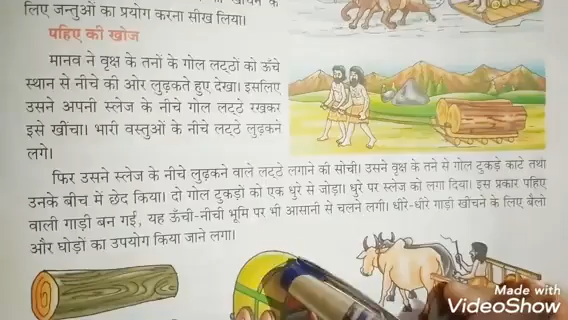 लिए जन्तुओं का प्रयोग करना सीख लिया।
पहिए की खोज
मानव ने वृक्ष के तनों के गोल लट्ठों को ऊँचे
स्थान से नीचे की ओर लुढ़कते हुए देखा। इसलिए
उसने अपनी स्लेज के नीचे गोल लट्ठे रखकर
इसे खींचा। भारी वस्तुओं के नीचे लट्ठे लुढ़कने
लगे।
फिर उसने स्लेज के नीचे लुढ़कने वाले लट्ठे लगाने की सोची। उसने वृक्ष के तने से गोल टुकड़े काटे तथा
उनके बीच में छेद किया। दो गोल टुकड़ों को एक धुरे से जोड़ा। धुरे पर स्लेज को लगा दिया। इस प्रकार पहिए
वाली गाड़ी बन गई, यह ऊँची-नीची भूमि पर भी आसानी से चलने लगी। धीरे-धीरे गाड़ी खींचने के लिए बैलों
और घोड़ों का उपयोग किया जाने लगा।
Made with
VideoShow